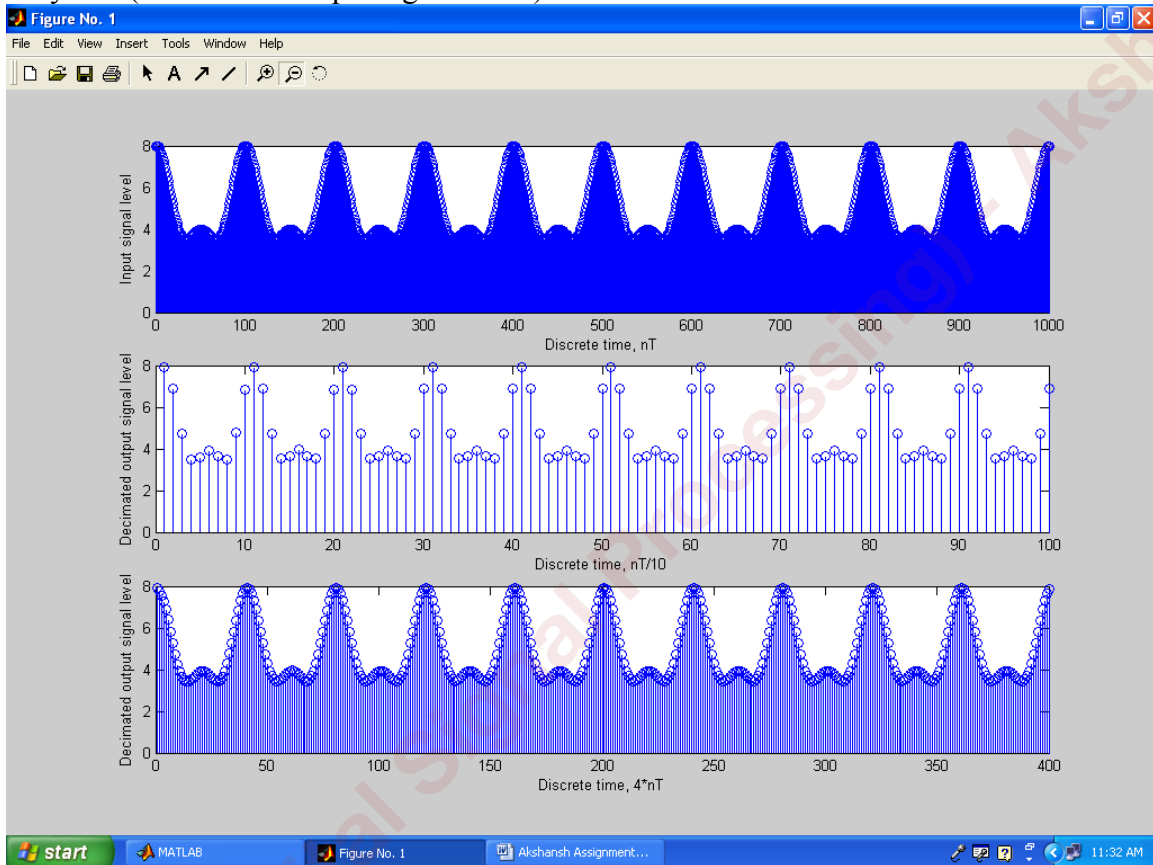 Figure No. 1
File Edit View Insert Tools Window Help
8
6
4
2
0
Input signal level
0 100 200 300 400 500 600 700 800 900 1000
Discrete time, nT
8
6
4
2
0
Decimated output signal level
0 10 20 30 40 50 60 70 80 90 100
Discrete time, nT/10
8
6
4
2
0
Decimated output signal level
0 50 100 150 200 250 300 350 400
Discrete time, 4*nT
al Signal Processing) - Aksh
start MATLAB Figure No. 1 Akshansh Assignment... 11:32 AM